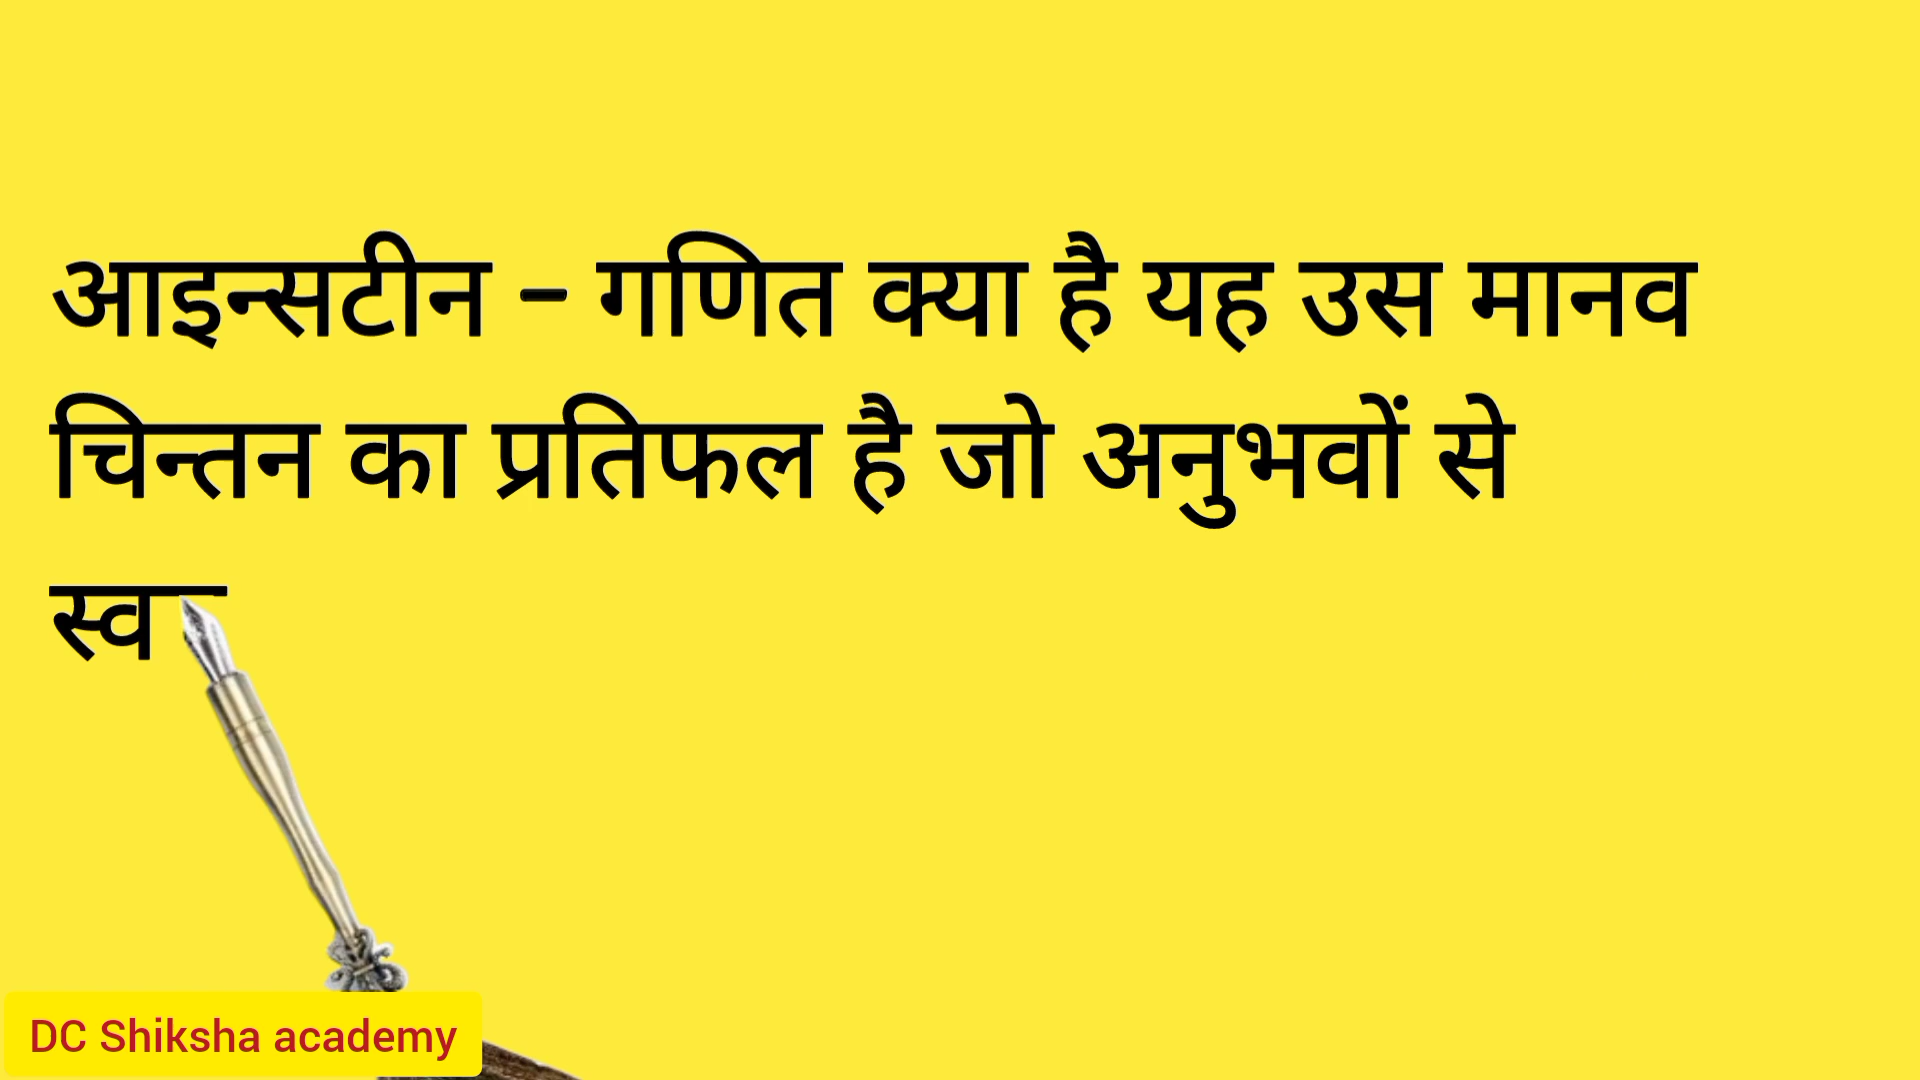 आइन्सटीन - गणित क्या है यह उस मानव
चिन्तन का प्रतिफल है जो अनुभवों से
DC Shiksha academy